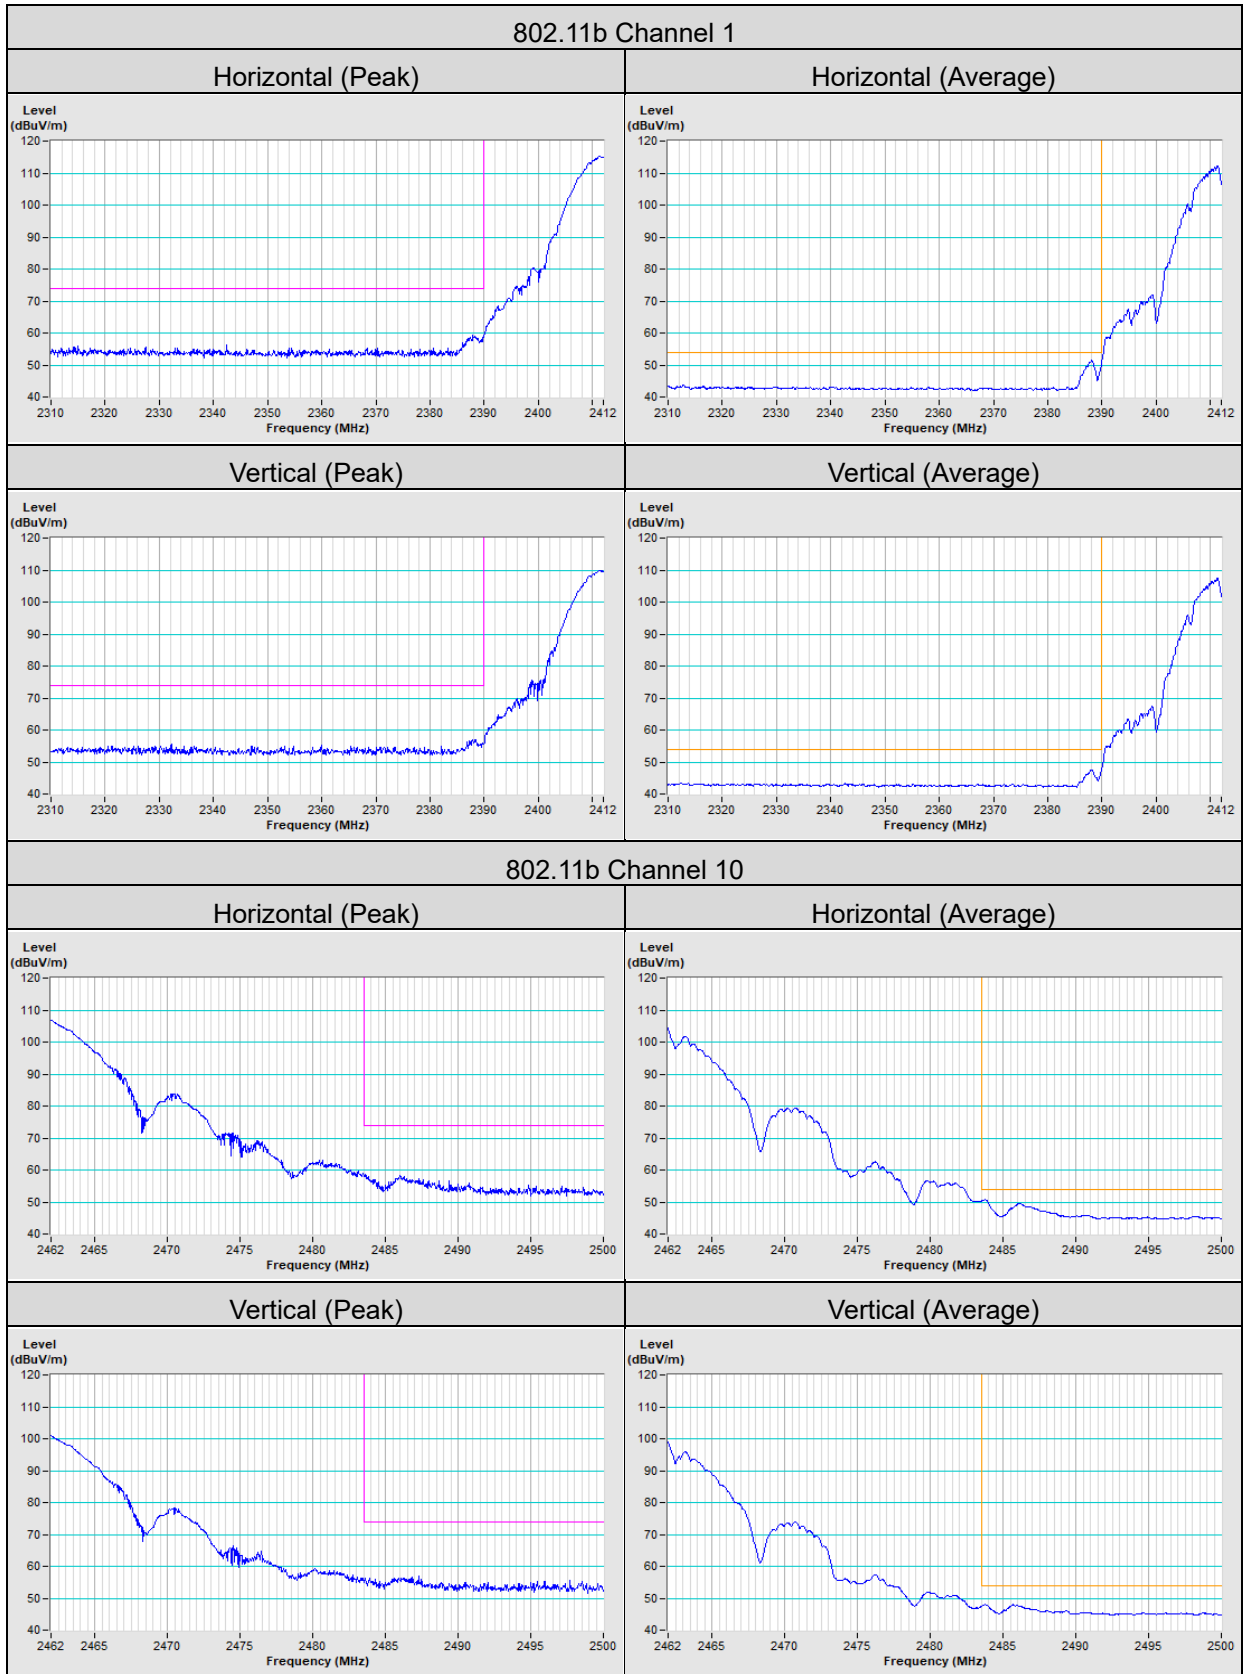 802.11b Channel 1
Horizontal (Peak)
Horizontal (Average)
Level
(dBuV/m)
120
110
100
90
80
70
60
50
40
2310 2320 2330 2340 2350 2360 2370 2380 2390 2400 2412
Frequency (MHz)
Level
(dBuV/m)
120
110
100
90
80
70
60
50
40
2310 2320 2330 2340 2350 2360 2370 2380 2390 2400 2412
Frequency (MHz)
Vertical (Peak)
Vertical (Average)
Level
(dBuV/m)
120
110
100
90
80
70
60
50
40
2310 2320 2330 2340 2350 2360 2370 2380 2390 2400 2412
Frequency (MHz)
Level
(dBuV/m)
120
110
100
90
80
70
60
50
40
2310 2320 2330 2340 2350 2360 2370 2380 2390 2400 2412
Frequency (MHz)
802.11b Channel 10
Horizontal (Peak)
Horizontal (Average)
Level
(dBuV/m)
120
110
100
90
80
70
60
50
40
2462 2465 2470 2475 2480 2485 2490 2495 2500
Frequency (MHz)
Level
(dBuV/m)
120
110
100
90
80
70
60
50
40
2462 2465 2470 2475 2480 2485 2490 2495 2500
Frequency (MHz)
Vertical (Peak)
Vertical (Average)
Level
(dBuV/m)
120
110
100
90
80
70
60
50
40
2462 2465 2470 2475 2480 2485 2490 2495 2500
Frequency (MHz)
Level
(dBuV/m)
120
110
100
90
80
70
60
50
40
2462 2465 2470 2475 2480 2485 2490 2495 2500
Frequency (MHz)